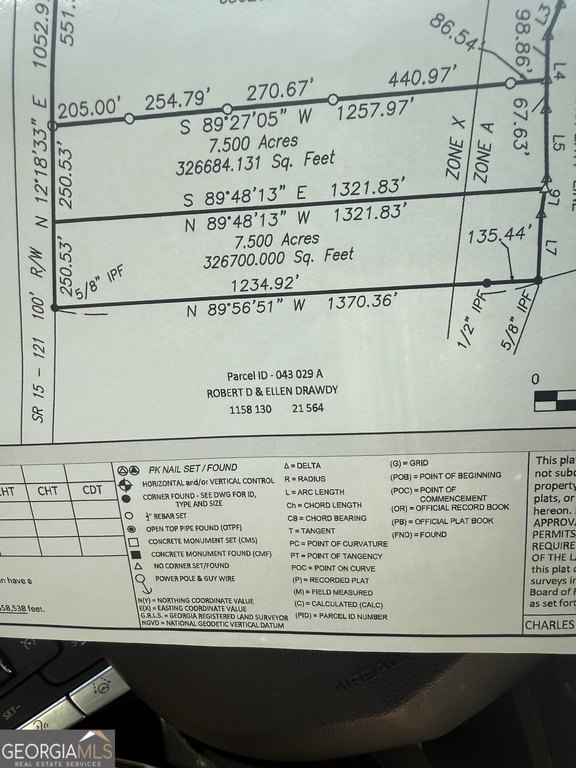 1052.9
551.
86.54'
98.86'
L3
L4
205.00'
254.79'
270.67'
440.97'
S 89°27'05" W 1257.97'
7.500 Acres
326684.131 Sq. Feet
ZONE X
ZONE A
67.63'
L5
N 12°18'33" E
250.53'
S 89°48'13" E 1321.83'
N 89°48'13" W 1321.83'
L6
7.500 Acres
326700.000 Sq. Feet
135.44'
L7
250.53'
5/8" IPF
1234.92'
N 89°56'51" W 1370.36'
1/2" IPF
5/8" IPF
SR 15 - 121 100' R/W
Parcel ID - 043 029 A
ROBERT D & ELLEN DRAWDY
1158 130 21 564
0
HT CHT CDT
n have a
58,538 feet.
PK NAIL SET / FOUND
HORIZONTAL and/or VERTICAL CONTROL
CORNER FOUND - SEE DWG FOR ID,
TYPE AND SIZE
½" REBAR SET
OPEN TOP PIPE FOUND (OTPF)
CONCRETE MONUMENT SET (CMS)
CONCRETE MONUMENT FOUND (CMF)
NO CORNER SET/FOUND
POWER POLE & GUY WIRE
N(Y) = NORTHING COORDINATE VALUE
E(X) = EASTING COORDINATE VALUE
G.R.L.S. = GEORGIA REGISTERED LAND SURVEYOR
NGVD = NATIONAL GEODETIC VERTICAL DATUM
Δ = DELTA
R = RADIUS
L = ARC LENGTH
Ch = CHORD LENGTH
CB = CHORD BEARING
T = TANGENT
PC = POINT OF CURVATURE
PT = POINT OF TANGENCY
POC = POINT ON CURVE
(P) = RECORDED PLAT
(M) = FIELD MEASURED
(C) = CALCULATED (CALC)
(PID) = PARCEL ID NUMBER
(G) = GRID
(POB) = POINT OF BEGINNING
(POC) = POINT OF
COMMENCEMENT
(OR) = OFFICIAL RECORD BOOK
(PB) = OFFICIAL PLAT BOOK
(FND) = FOUND
This pla
not subd
property
plats, or
hereon.
APPROVA
PERMITS
REQUIRE
OF THE LA
this plat c
surveys i
Board of
as set fort
CHARLES
AIRBAG
SET-
GEORGIAMLS
REAL ESTATE SERVICES